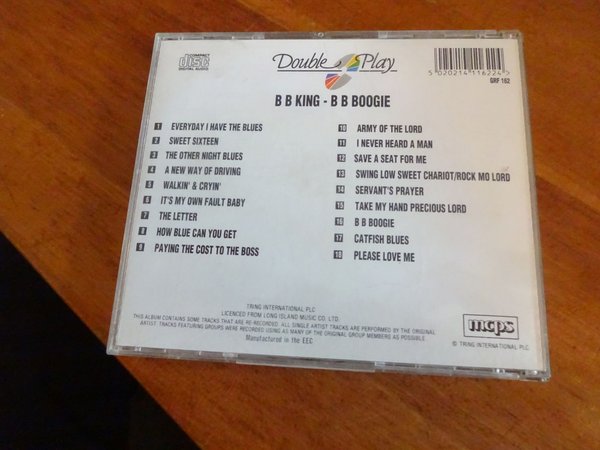 COMPACT
disc
DIGITAL AUDIO
Double Play
5 020214 116224 >
GRF 162
B B KING - B B BOOGIE
1 EVERYDAY I HAVE THE BLUES
2 SWEET SIXTEEN
3 THE OTHER NIGHT BLUES
4 A NEW WAY OF DRIVING
5 WALKIN' & CRYIN'
6 IT'S MY OWN FAULT BABY
7 THE LETTER
8 HOW BLUE CAN YOU GET
9 PAYING THE COST TO THE BOSS
10 ARMY OF THE LORD
11 I NEVER HEARD A MAN
12 SAVE A SEAT FOR ME
13 SWING LOW SWEET CHARIOT/ROCK MO LORD
14 SERVANT'S PRAYER
15 TAKE MY HAND PRECIOUS LORD
16 B B BOOGIE
17 CATFISH BLUES
18 PLEASE LOVE ME
TRING INTERNATIONAL PLC
LICENCED FROM LONG ISLAND MUSIC CO. LTD.
THIS ALBUM CONTAINS SOME TRACKS THAT ARE RE-RECORDED. ALL SINGLE ARTIST TRACKS ARE PERFORMED BY THE ORIGINAL
ARTIST. TRACKS FEATURING GROUPS WERE RECORDED USING AS MANY OF THE ORIGINAL GROUP MEMBERS AS POSSIBLE.
Manufactured in the EEC
mcps
© TRING INTERNATIONAL PLC